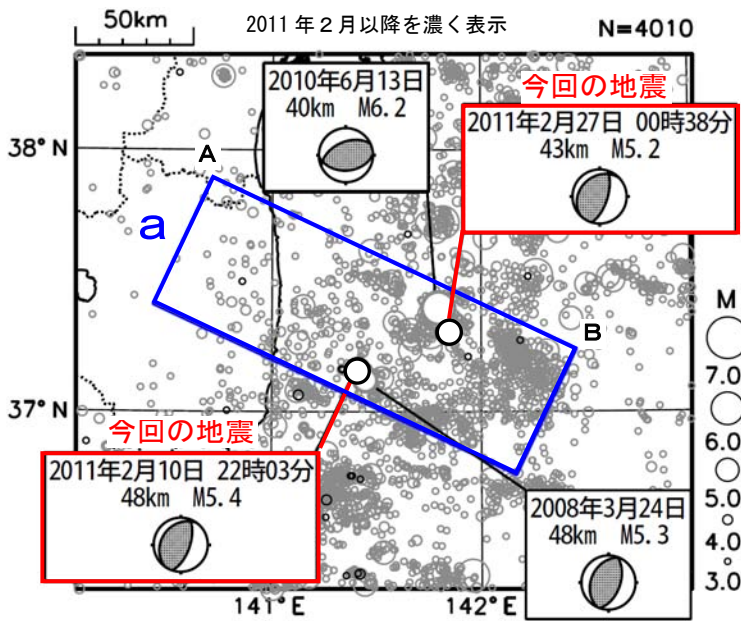 50km
2011年2月以降を濃く表示
N=4010
2010年6月13日
40km M6.2
今回の地震
2011年2月27日 00時38分
43km M5.2
38°N
A
a
B
M
7.0
6.0
5.0
4.0
3.0
37°N
今回の地震
2011年2月10日 22時03分
48km M5.4
2008年3月24日
48km M5.3
141°E
142°E